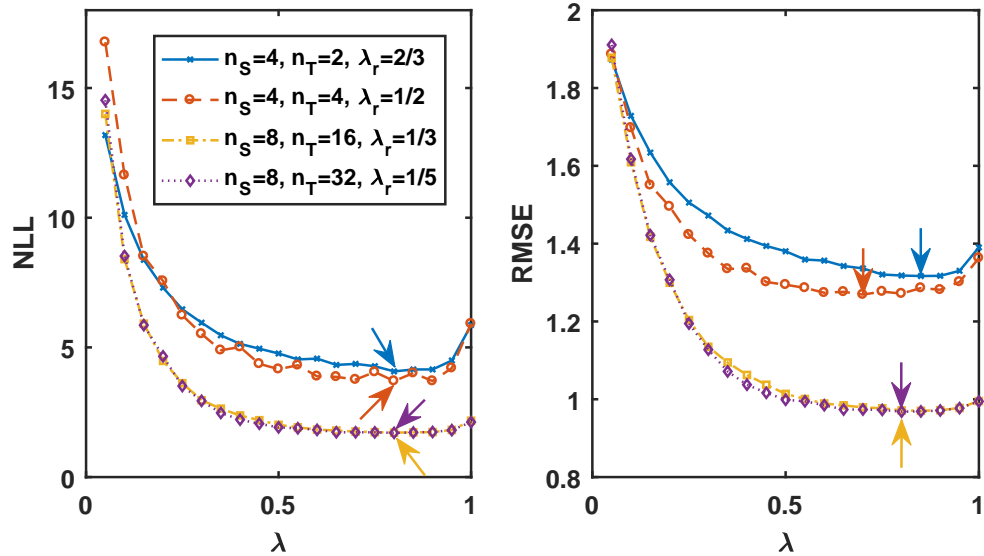 n_S=4, n_T=2, λ_r=2/3
n_S=4, n_T=4, λ_r=1/2
n_S=8, n_T=16, λ_r=1/3
n_S=8, n_T=32, λ_r=1/5
NLL
15
10
5
0
0
0.5
1
λ
RMSE
2
1.8
1.6
1.4
1.2
1
0.8
0
0.5
1
λ